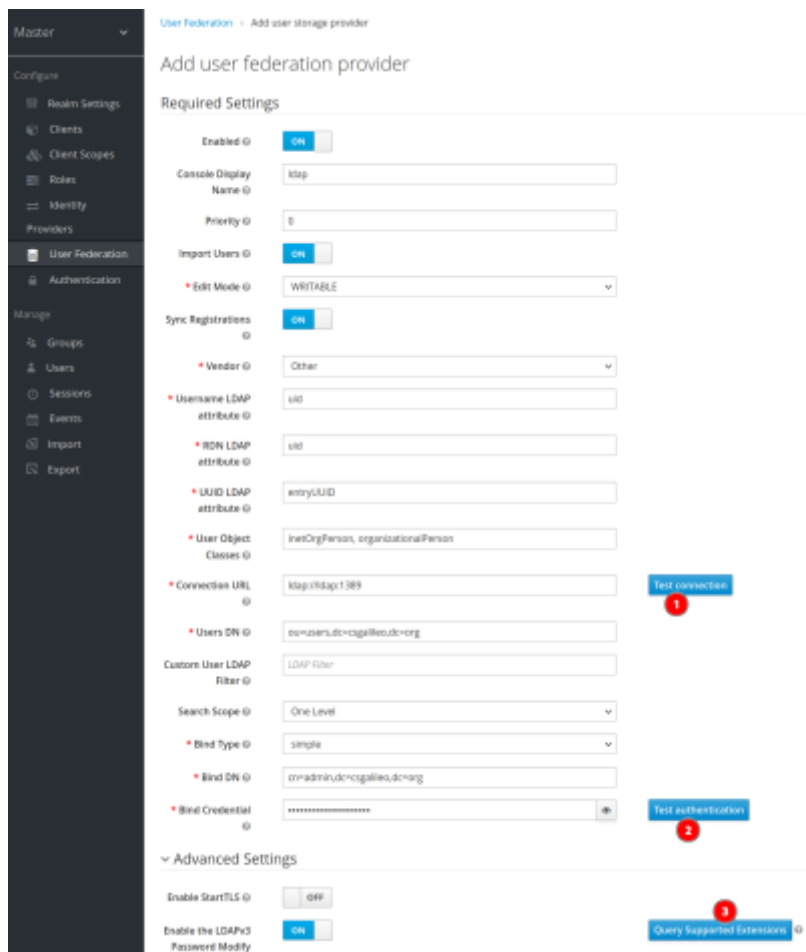 Master
Configure
Realm Settings
Clients
Client Scopes
Roles
Identity
Providers
User Federation
Authentication
Manage
Groups
Users
Sessions
Events
Import
Export
User Federation › Add user storage provider
Add user federation provider
Required Settings
Enabled ON
Console Display
Name
ldap
Priority 0
Import Users ON
* Edit Mode WRITABLE
Sync Registrations ON
* Vendor Other
* Username LDAP
attribute
uid
* RDN LDAP
attribute
uid
* UUID LDAP
attribute
entryUUID
* User Object
Classes
inetOrgPerson, organizationalPerson
* Connection URL ldap://ldap:1389 Test connection
1
* Users DN ou=users,dc=csgalileo,dc=org
Custom User LDAP
Filter
LDAP Filter
Search Scope One Level
* Bind Type simple
* Bind DN cn=admin,dc=csgalileo,dc=org
* Bind Credential Test authentication
2
Advanced Settings
Enable StartTLS OFF
3
Enable the LDAPv3
Password Modify
ON Query Supported Extensions